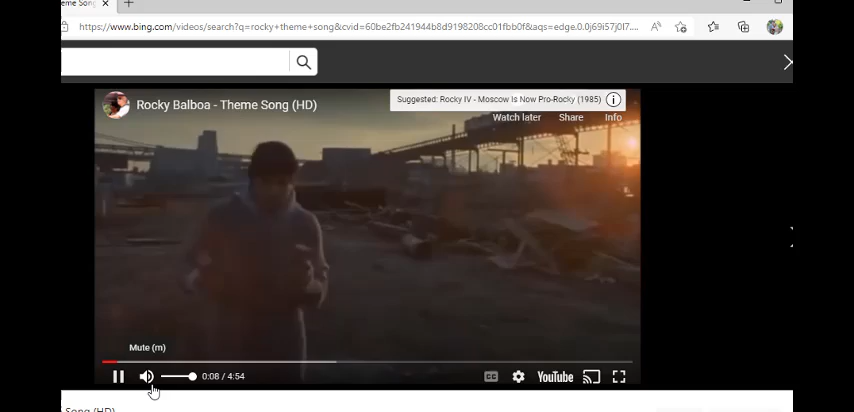 eme Song
https://www.bing.com/videos/search?q=rocky+theme+song&cvid=60be2fb241944b8d9198208cc01fbb0f&aqs=edge.0.0j69i57j0l7....
Rocky Balboa - Theme Song (HD)
Suggested: Rocky IV - Moscow Is Now Pro-Rocky (1985)
Watch later Share Info
Mute (m)
0:08 / 4:54 CC YouTube
Song (HD)